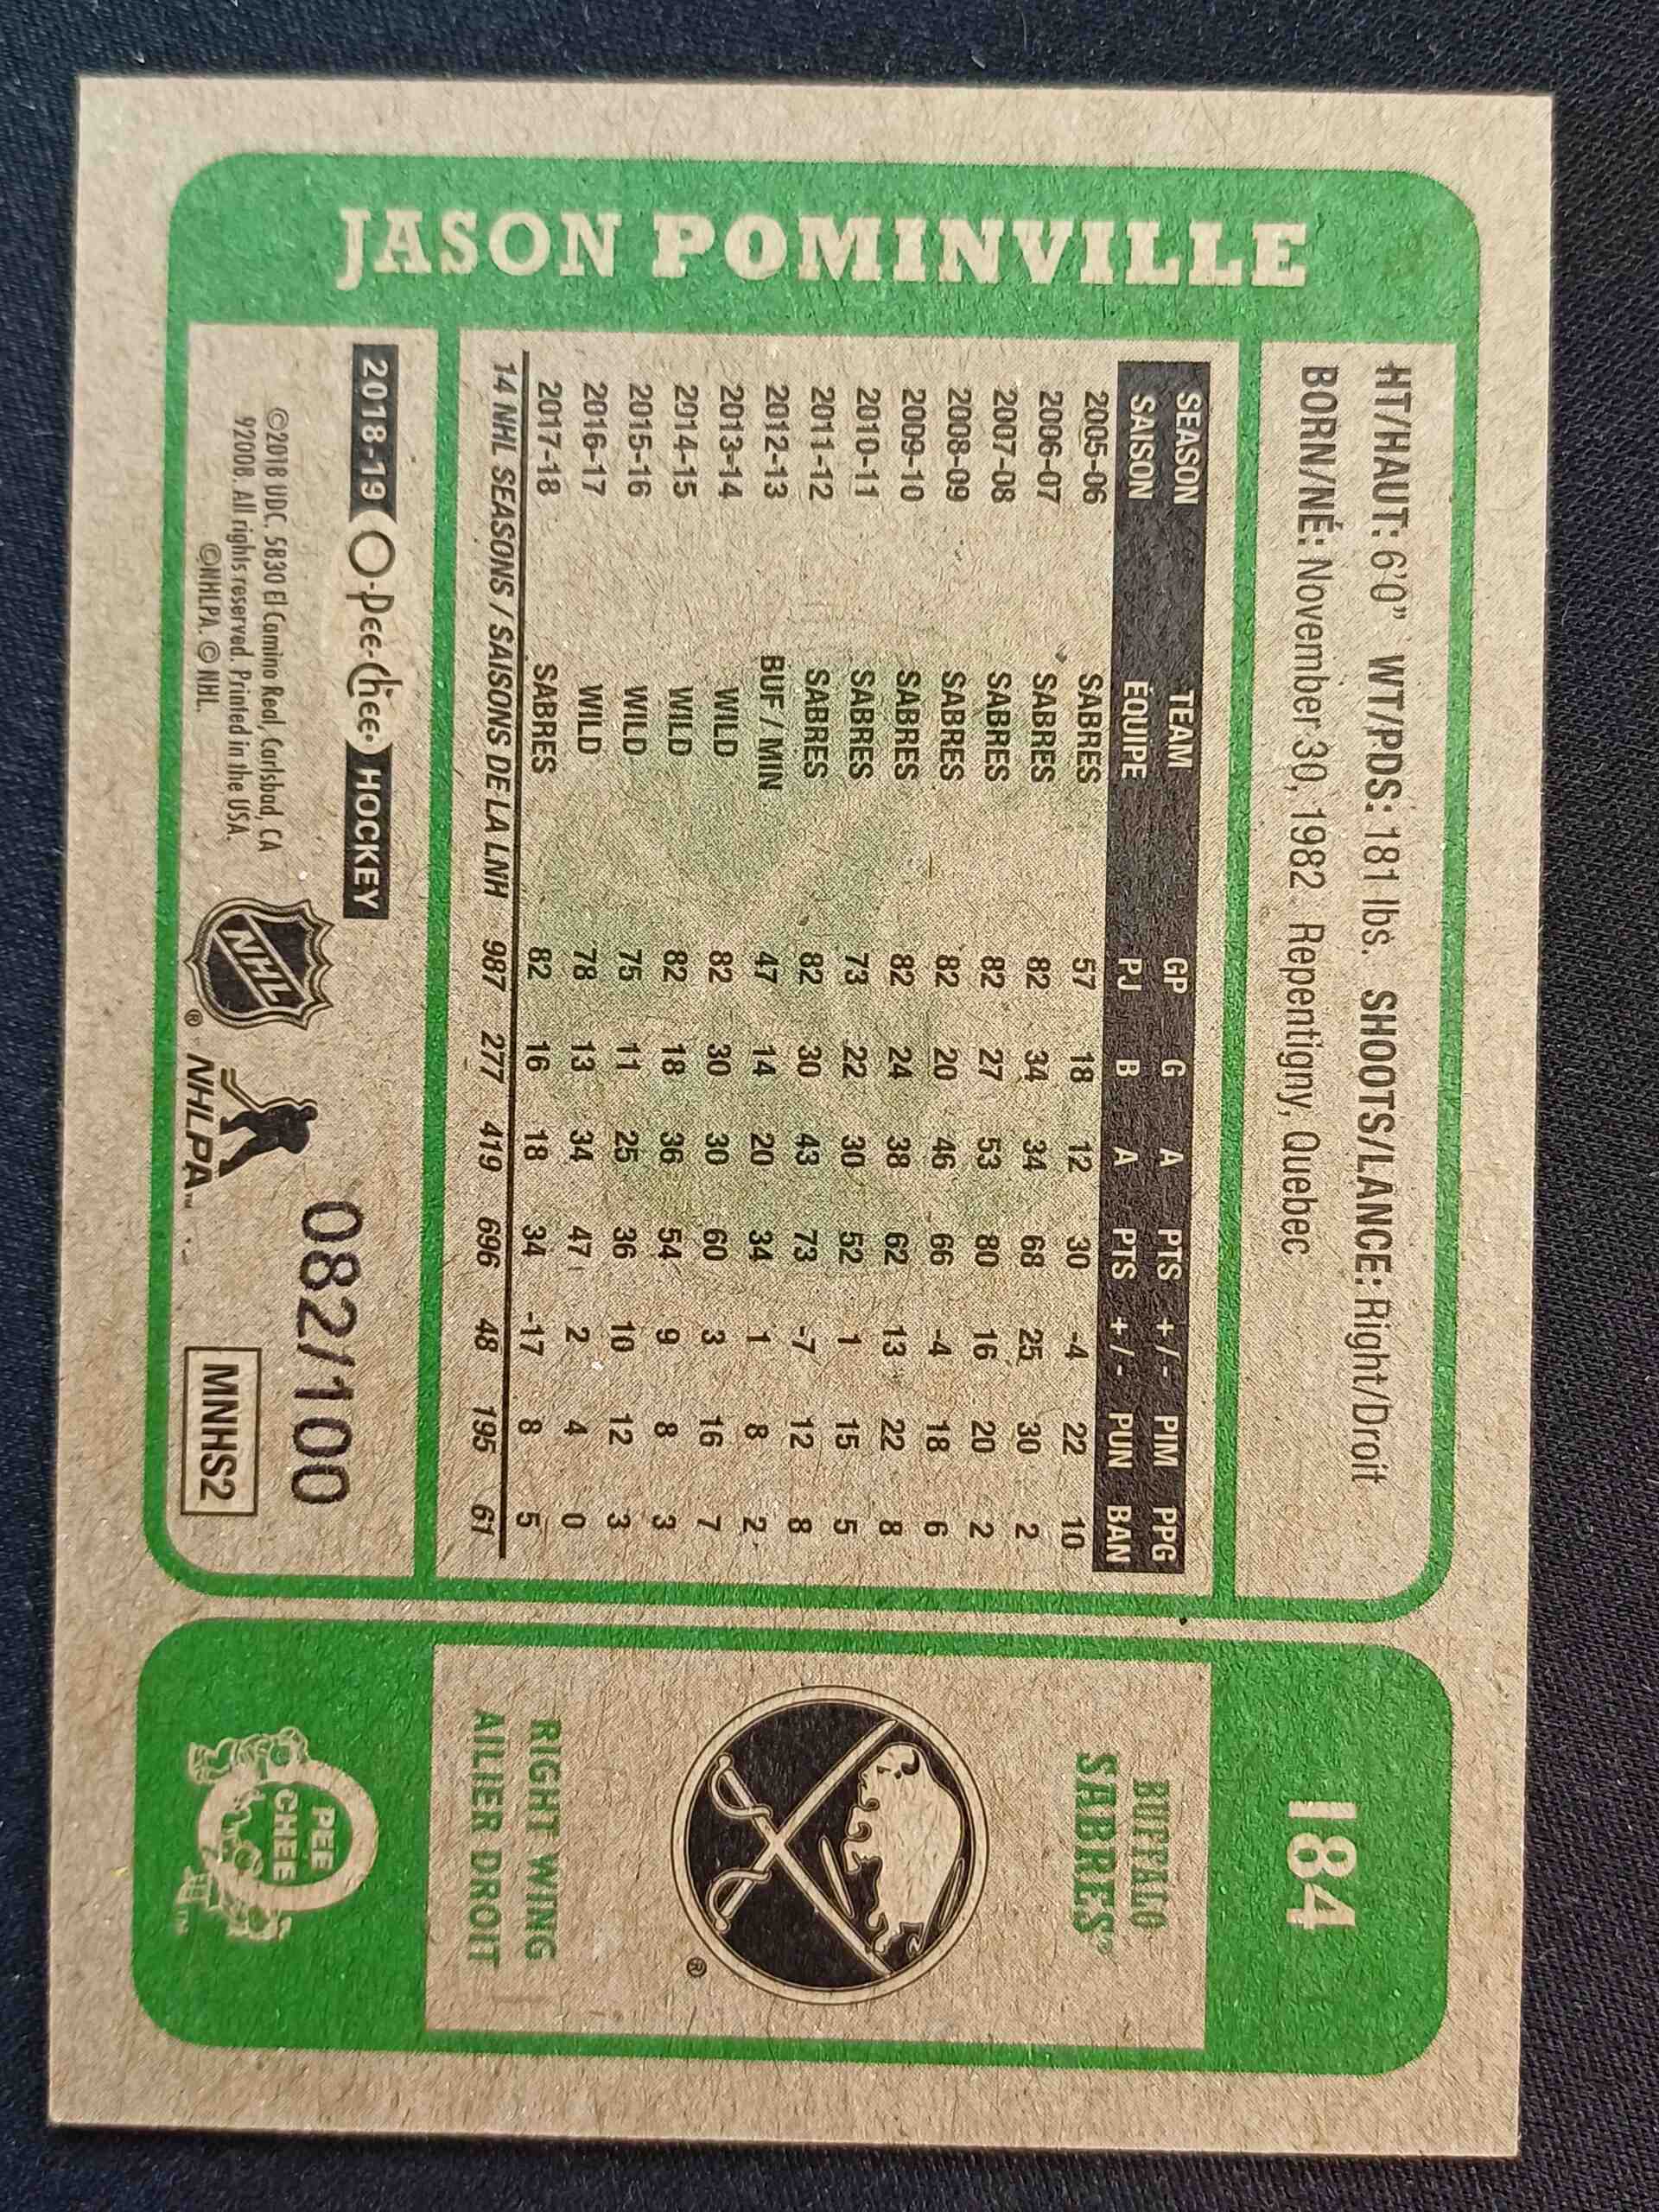 HT/HAUT: 6'0" WT/PDS: 181 lbs. SHOOTS/LANCE: Right/Droit
BORN/NÉ: November 30, 1982 Repentigny, Quebec
SEASON TEAM GP G A PTS +/- PIM PPG
SAISON ÉQUIPE PJ B A PTS +/- PUN BAN
2005-06 SABRES 57 18 12 30 -4 22 10
2006-07 SABRES 82 34 34 68 25 30 2
2007-08 SABRES 82 27 53 80 16 20 2
2008-09 SABRES 82 20 46 66 -4 18 6
2009-10 SABRES 82 24 38 62 13 22 8
2010-11 SABRES 73 22 30 52 1 15 5
2011-12 SABRES 82 30 43 73 -7 12 8
2012-13 BUF / MIN 47 14 20 34 1 8 2
2013-14 WILD 82 30 30 60 3 16 7
2014-15 WILD 82 18 36 54 9 8 3
2015-16 WILD 75 11 25 36 10 12 3
2016-17 WILD 78 13 34 47 2 4 0
2017-18 SABRES 82 16 18 34 -17 8 5
14 NHL SEASONS / SAISONS DE LA LNH 987 277 419 696 48 195 61
JASON POMINVILLE
2018-19 O-Pee-Chee HOCKEY
©2018 UDC. 5830 El Camino Real, Carlsbad, CA
92008. All rights reserved. Printed in the USA.
©NHLPA. © NHL.
NHL ®
NHLPA™
082/100
MNHS2
184
BUFFALO
SABRES®
®
RIGHT WING
AILIER DROIT
PEE
CHEE